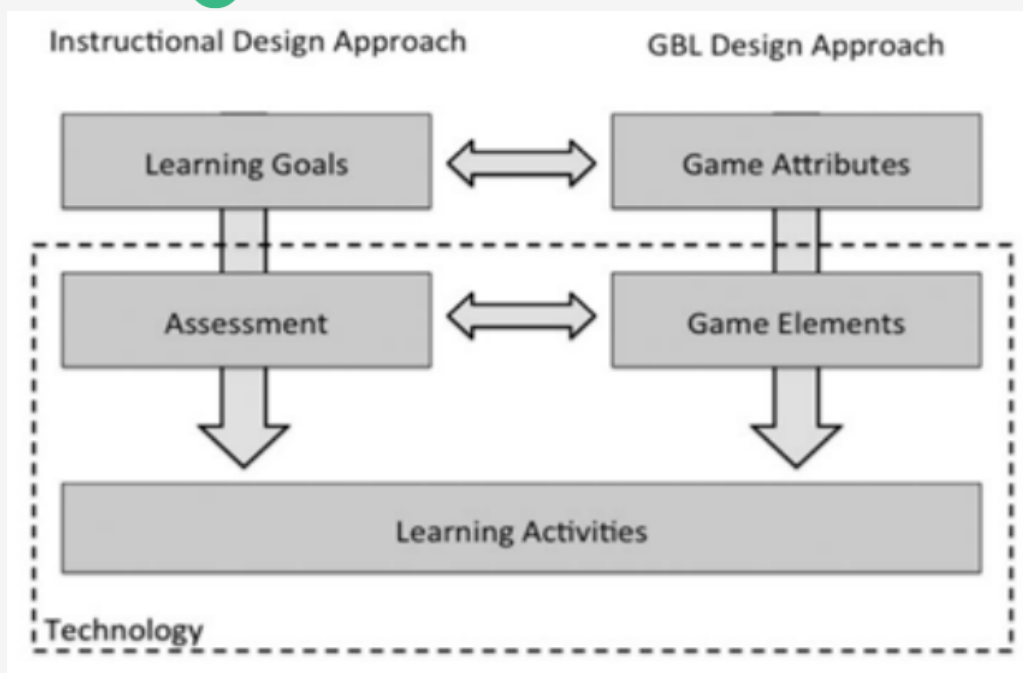 Instructional Design Approach
GBL Design Approach
Learning Goals
Game Attributes
Assessment
Game Elements
Learning Activities
Technology